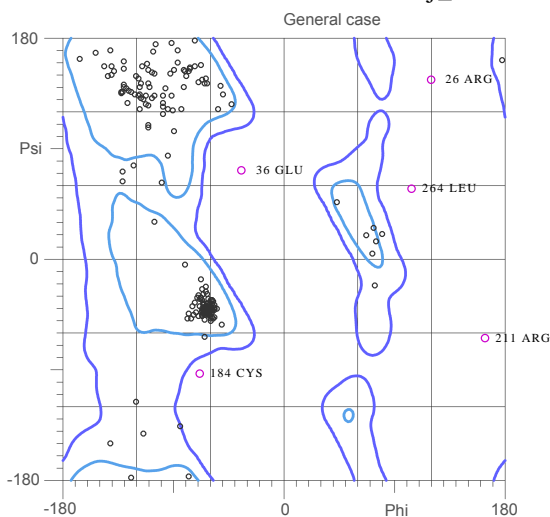 General case
180
26 ARG
Psi
36 GLU
264 LEU
0
211 ARG
184 CYS
-180
-180 0 Phi 180